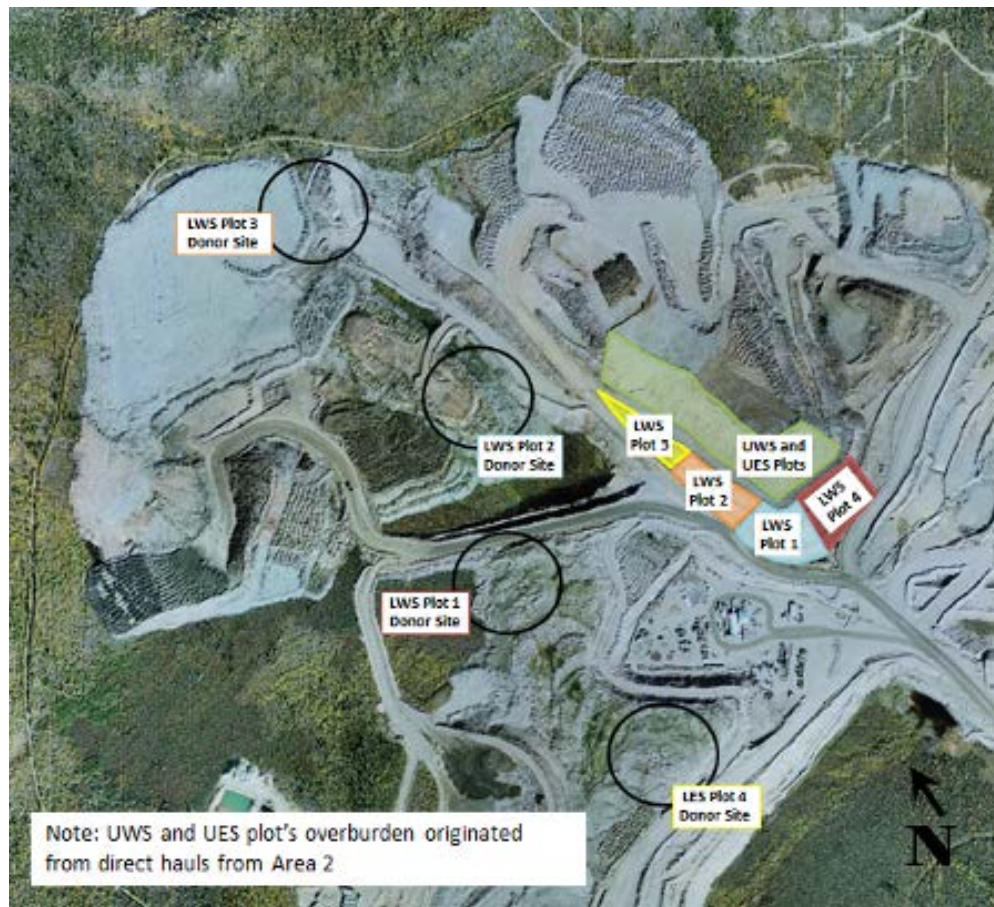 LWS Plot 3
Donor Site
LWS Plot 2
Donor Site
LWS
Plot 3
UWS and
UES Plots
LWS
Plot 2
LWS
Plot 4
LWS
Plot 1
LWS Plot 1
Donor Site
LES Plot 4
Donor Site
Note: UWS and UES plot's overburden originated
from direct hauls from Area 2
N